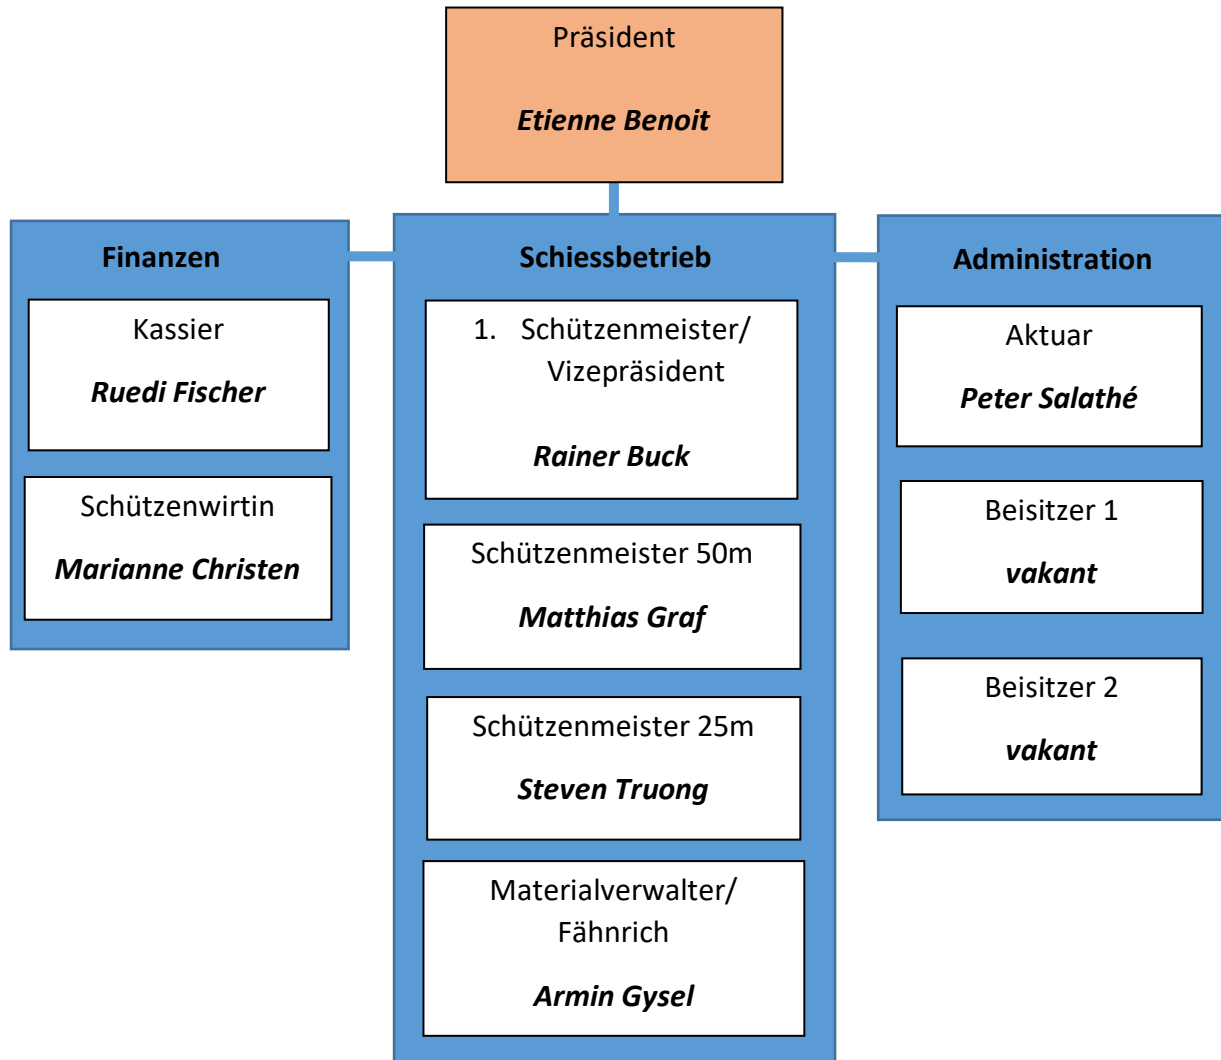 Präsident
Etienne Benoit
Finanzen
Kassier
Ruedi Fischer
Schützenwirtin
Marianne Christen
Schiessbetrieb
1. Schützenmeister/
Vizepräsident
Rainer Buck
Schützenmeister 50m
Matthias Graf
Schützenmeister 25m
Steven Truong
Materialverwalter/
Fähnrich
Armin Gysel
Administration
Aktuar
Peter Salathé
Beisitzer 1
vakant
Beisitzer 2
vakant